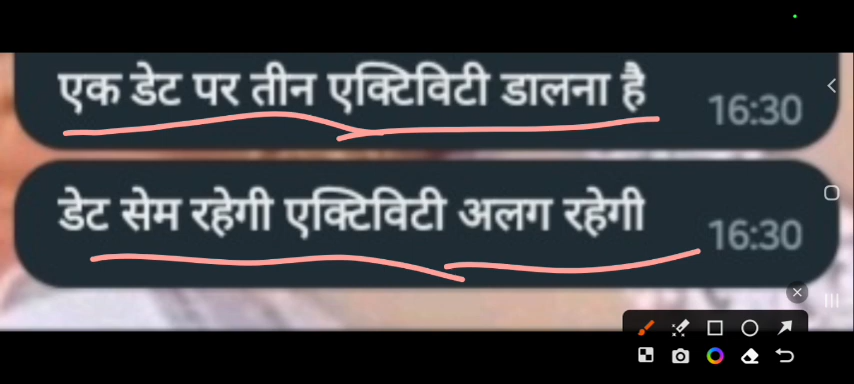 एक डेट पर तीन एक्टिविटी डालना है
16:30
डेट सेम रहेगी एक्टिविटी अलग रहेगी
16:30